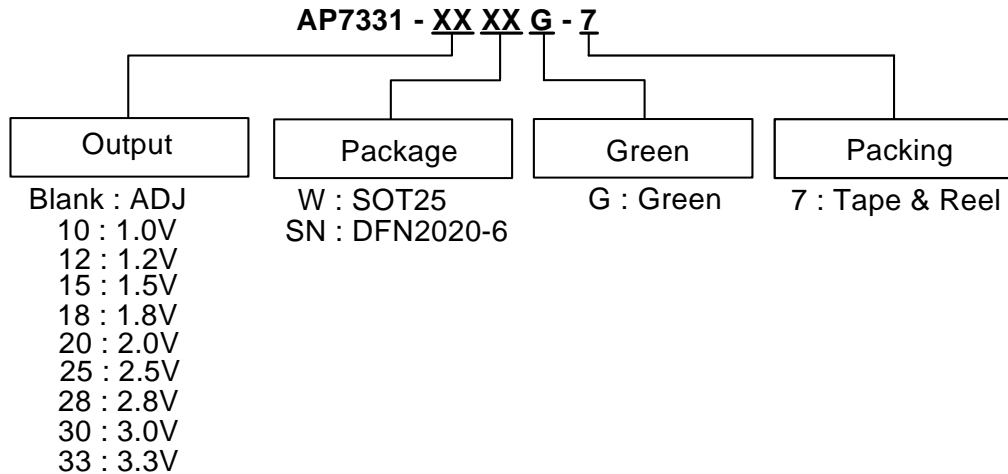 AP7331 - XX XX G - 7
Output
Package
Green
Packing
Blank : ADJ
10 : 1.0V
12 : 1.2V
15 : 1.5V
18 : 1.8V
20 : 2.0V
25 : 2.5V
28 : 2.8V
30 : 3.0V
33 : 3.3V
W : SOT25
SN : DFN2020-6
G : Green
7 : Tape & Reel